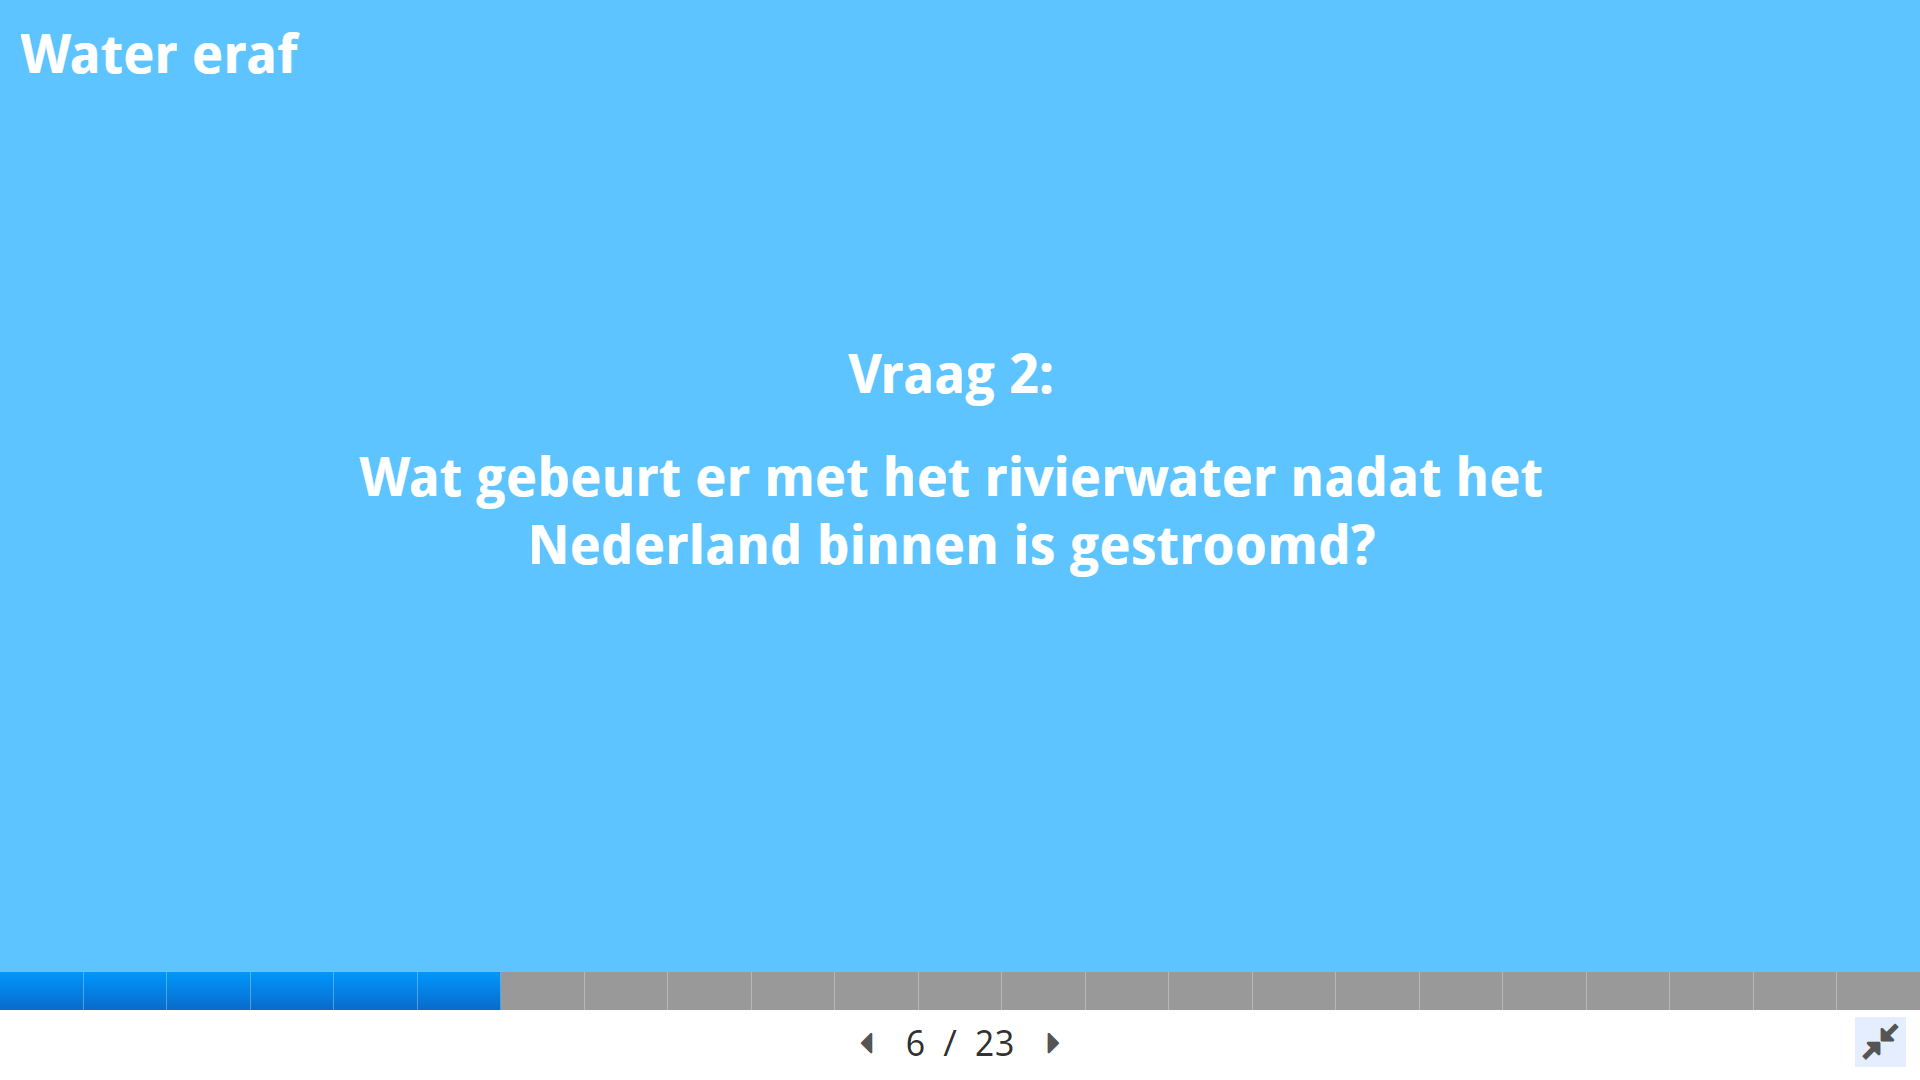 Water eraf
Vraag 2:
Wat gebeurt er met het rivierwater nadat het
Nederland binnen is gestroomd?
6 / 23